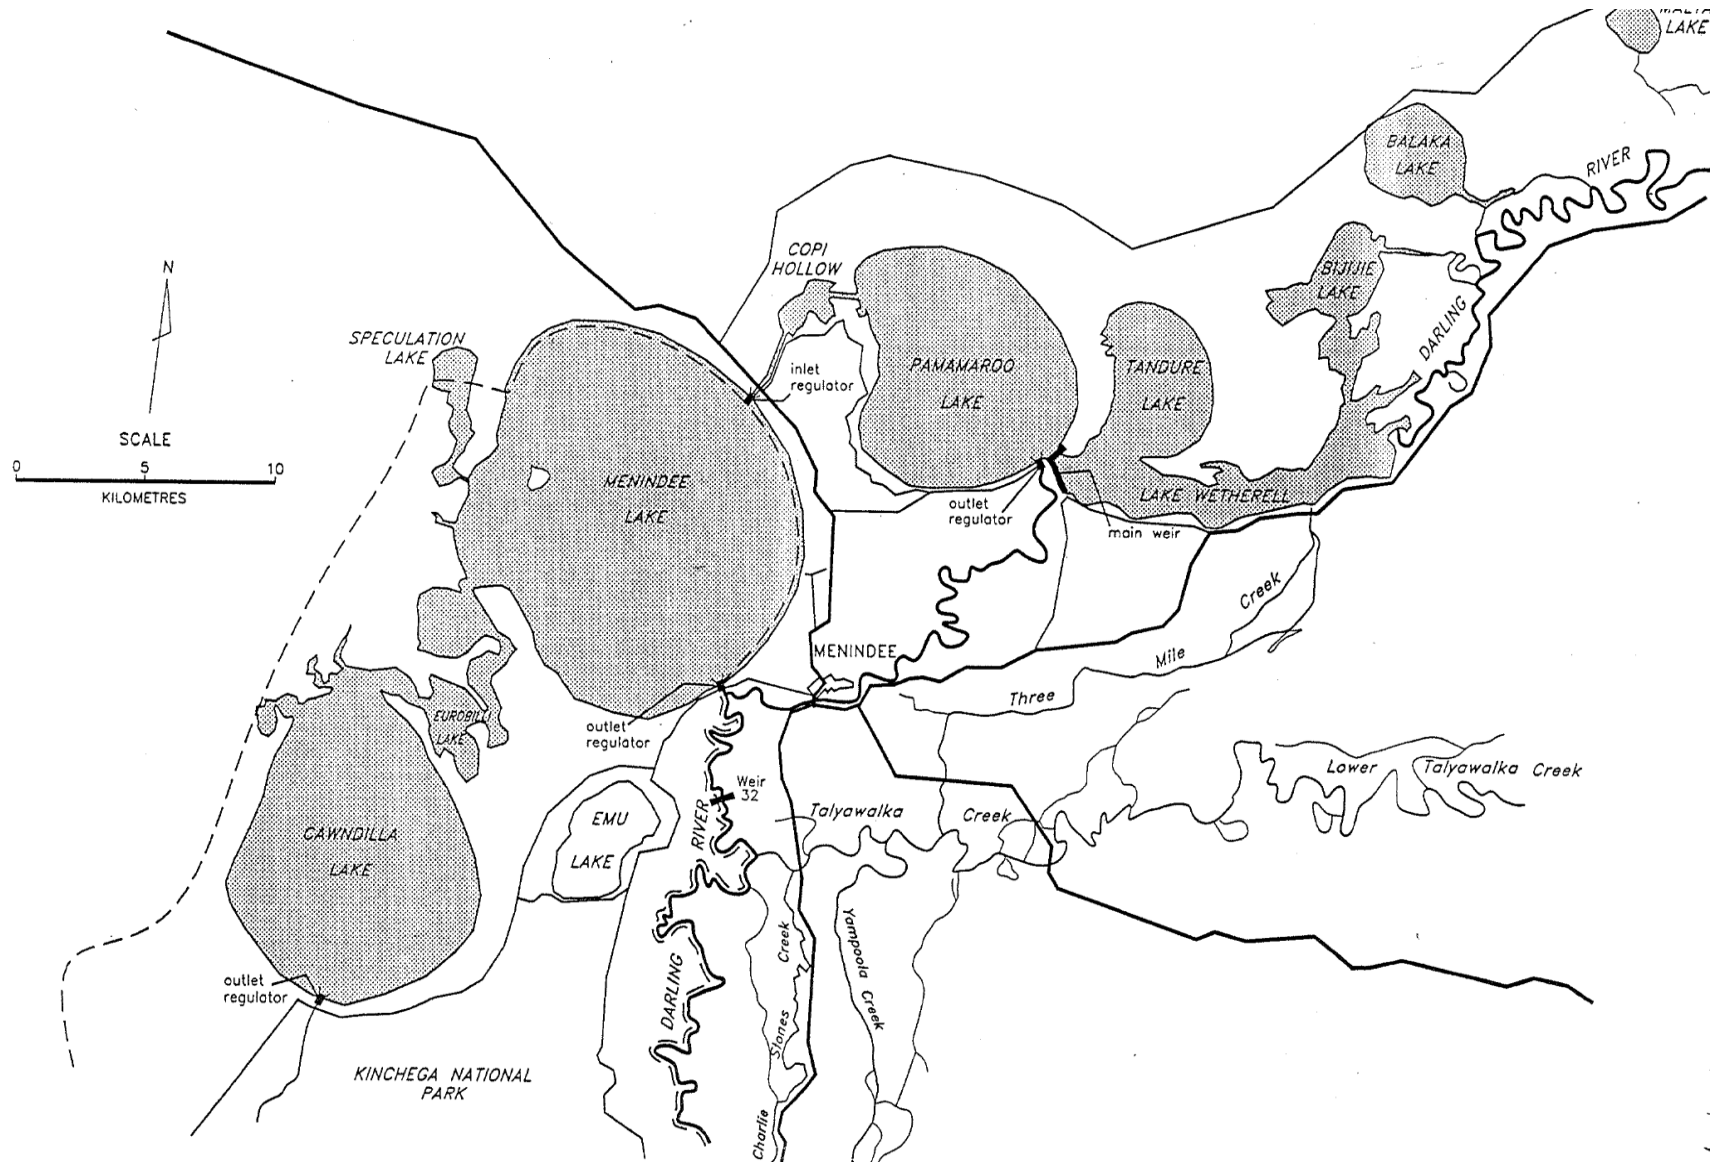 LAKE
BALAKA
LAKE
RIVER
COPI
HOLLOW
BIJIJIE
LAKE
N
DARLING
SPECULATION
LAKE
PAMAMAROO
LAKE
TANDURE
LAKE
inlet
regulator
SCALE
0 5 10
KILOMETRES
MENINDEE
LAKE
LAKE WETHERELL
outlet
regulator
main weir
Creek
MENINDEE
Mile
Three
EUROBILLI
LAKE
outlet
regulator
Weir
32
Lower Talyawalka Creek
EMU
LAKE
RIVER
Talyawalka Creek
CAWNDILLA
LAKE
outlet
regulator
DARLING
Creek
Stones
Charlie
Yampoola Creek
KINCHEGA NATIONAL
PARK